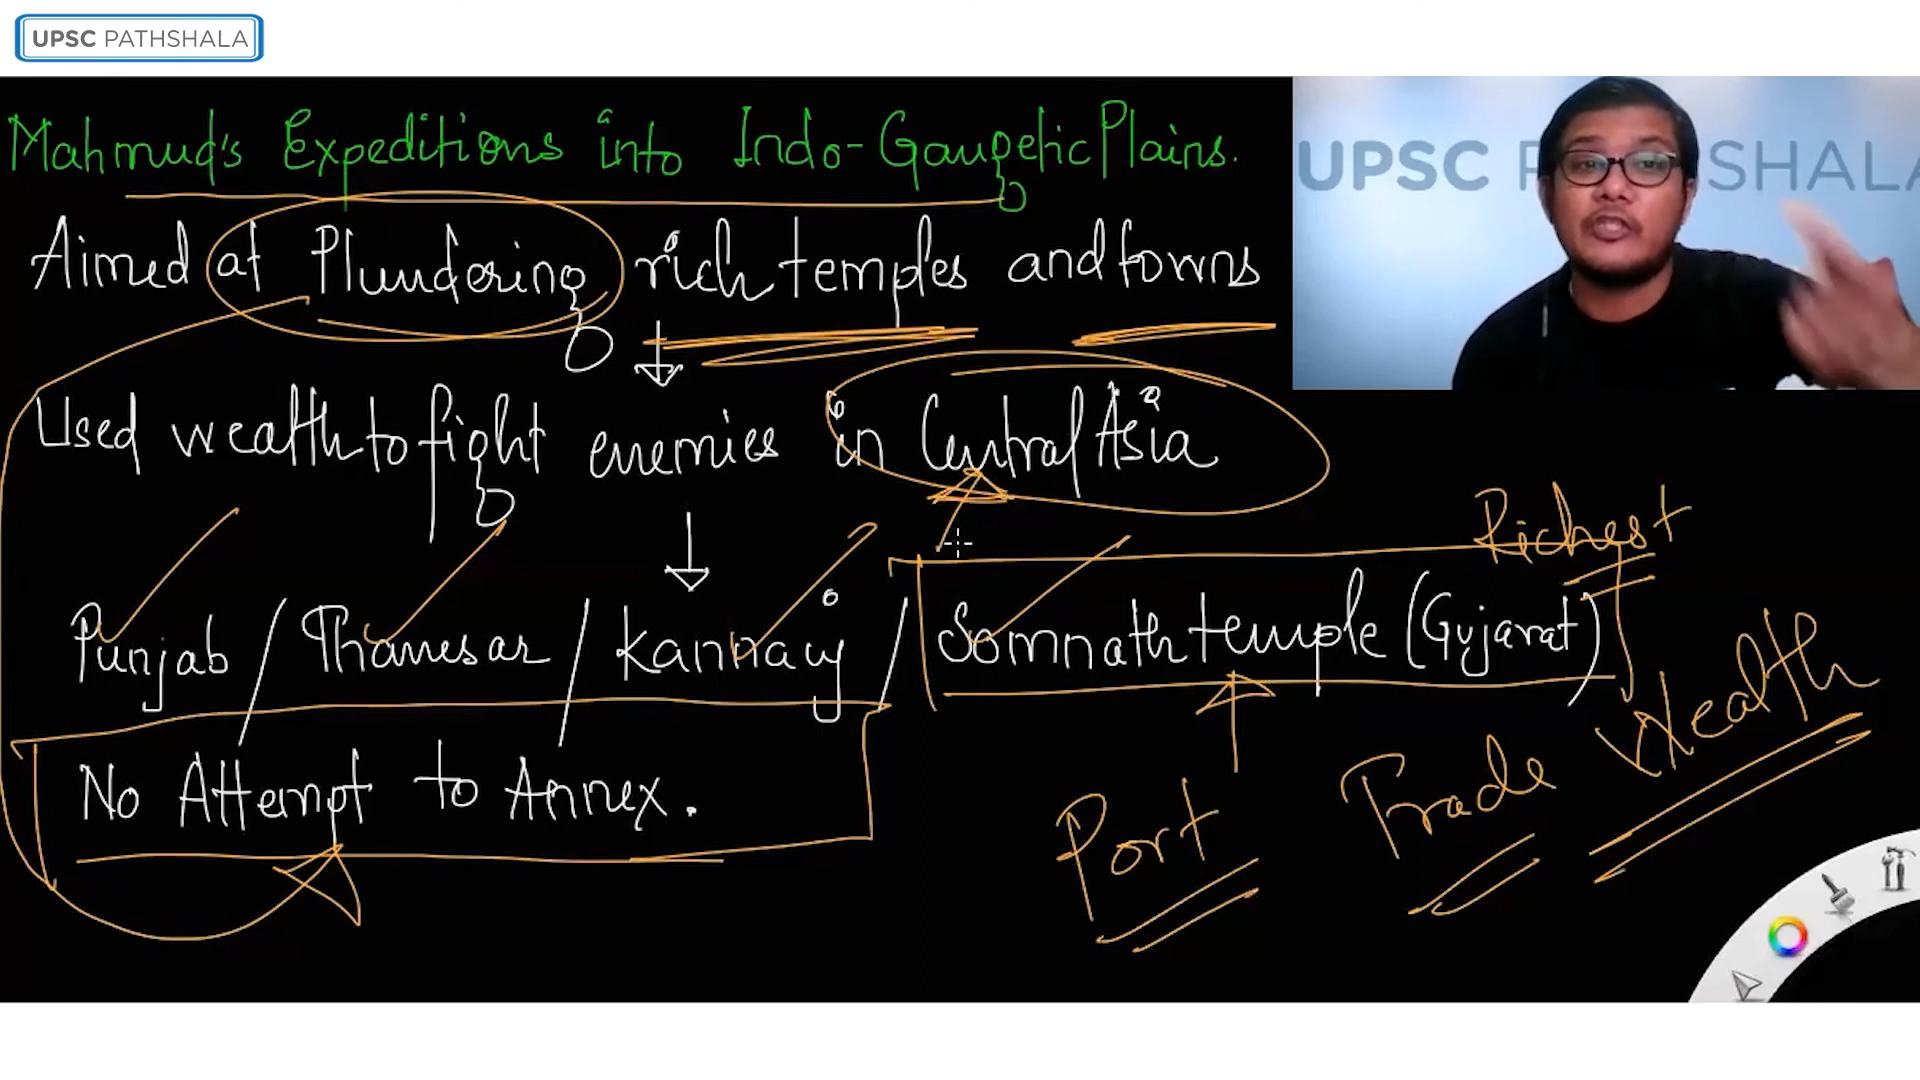 UPSC PATHSHALA
Mahmud's Expeditions into Indo-Gangetic Plains.
UPSC PATHSHALA
Aimed at Plundering rich temples and towns
Used wealth to fight enemies in Central Asia
Richest
Punjab / Thanesar / Kannauj / Somnath temple (Gujarat)
No Attempt to Annex.
Port Trade Wealth